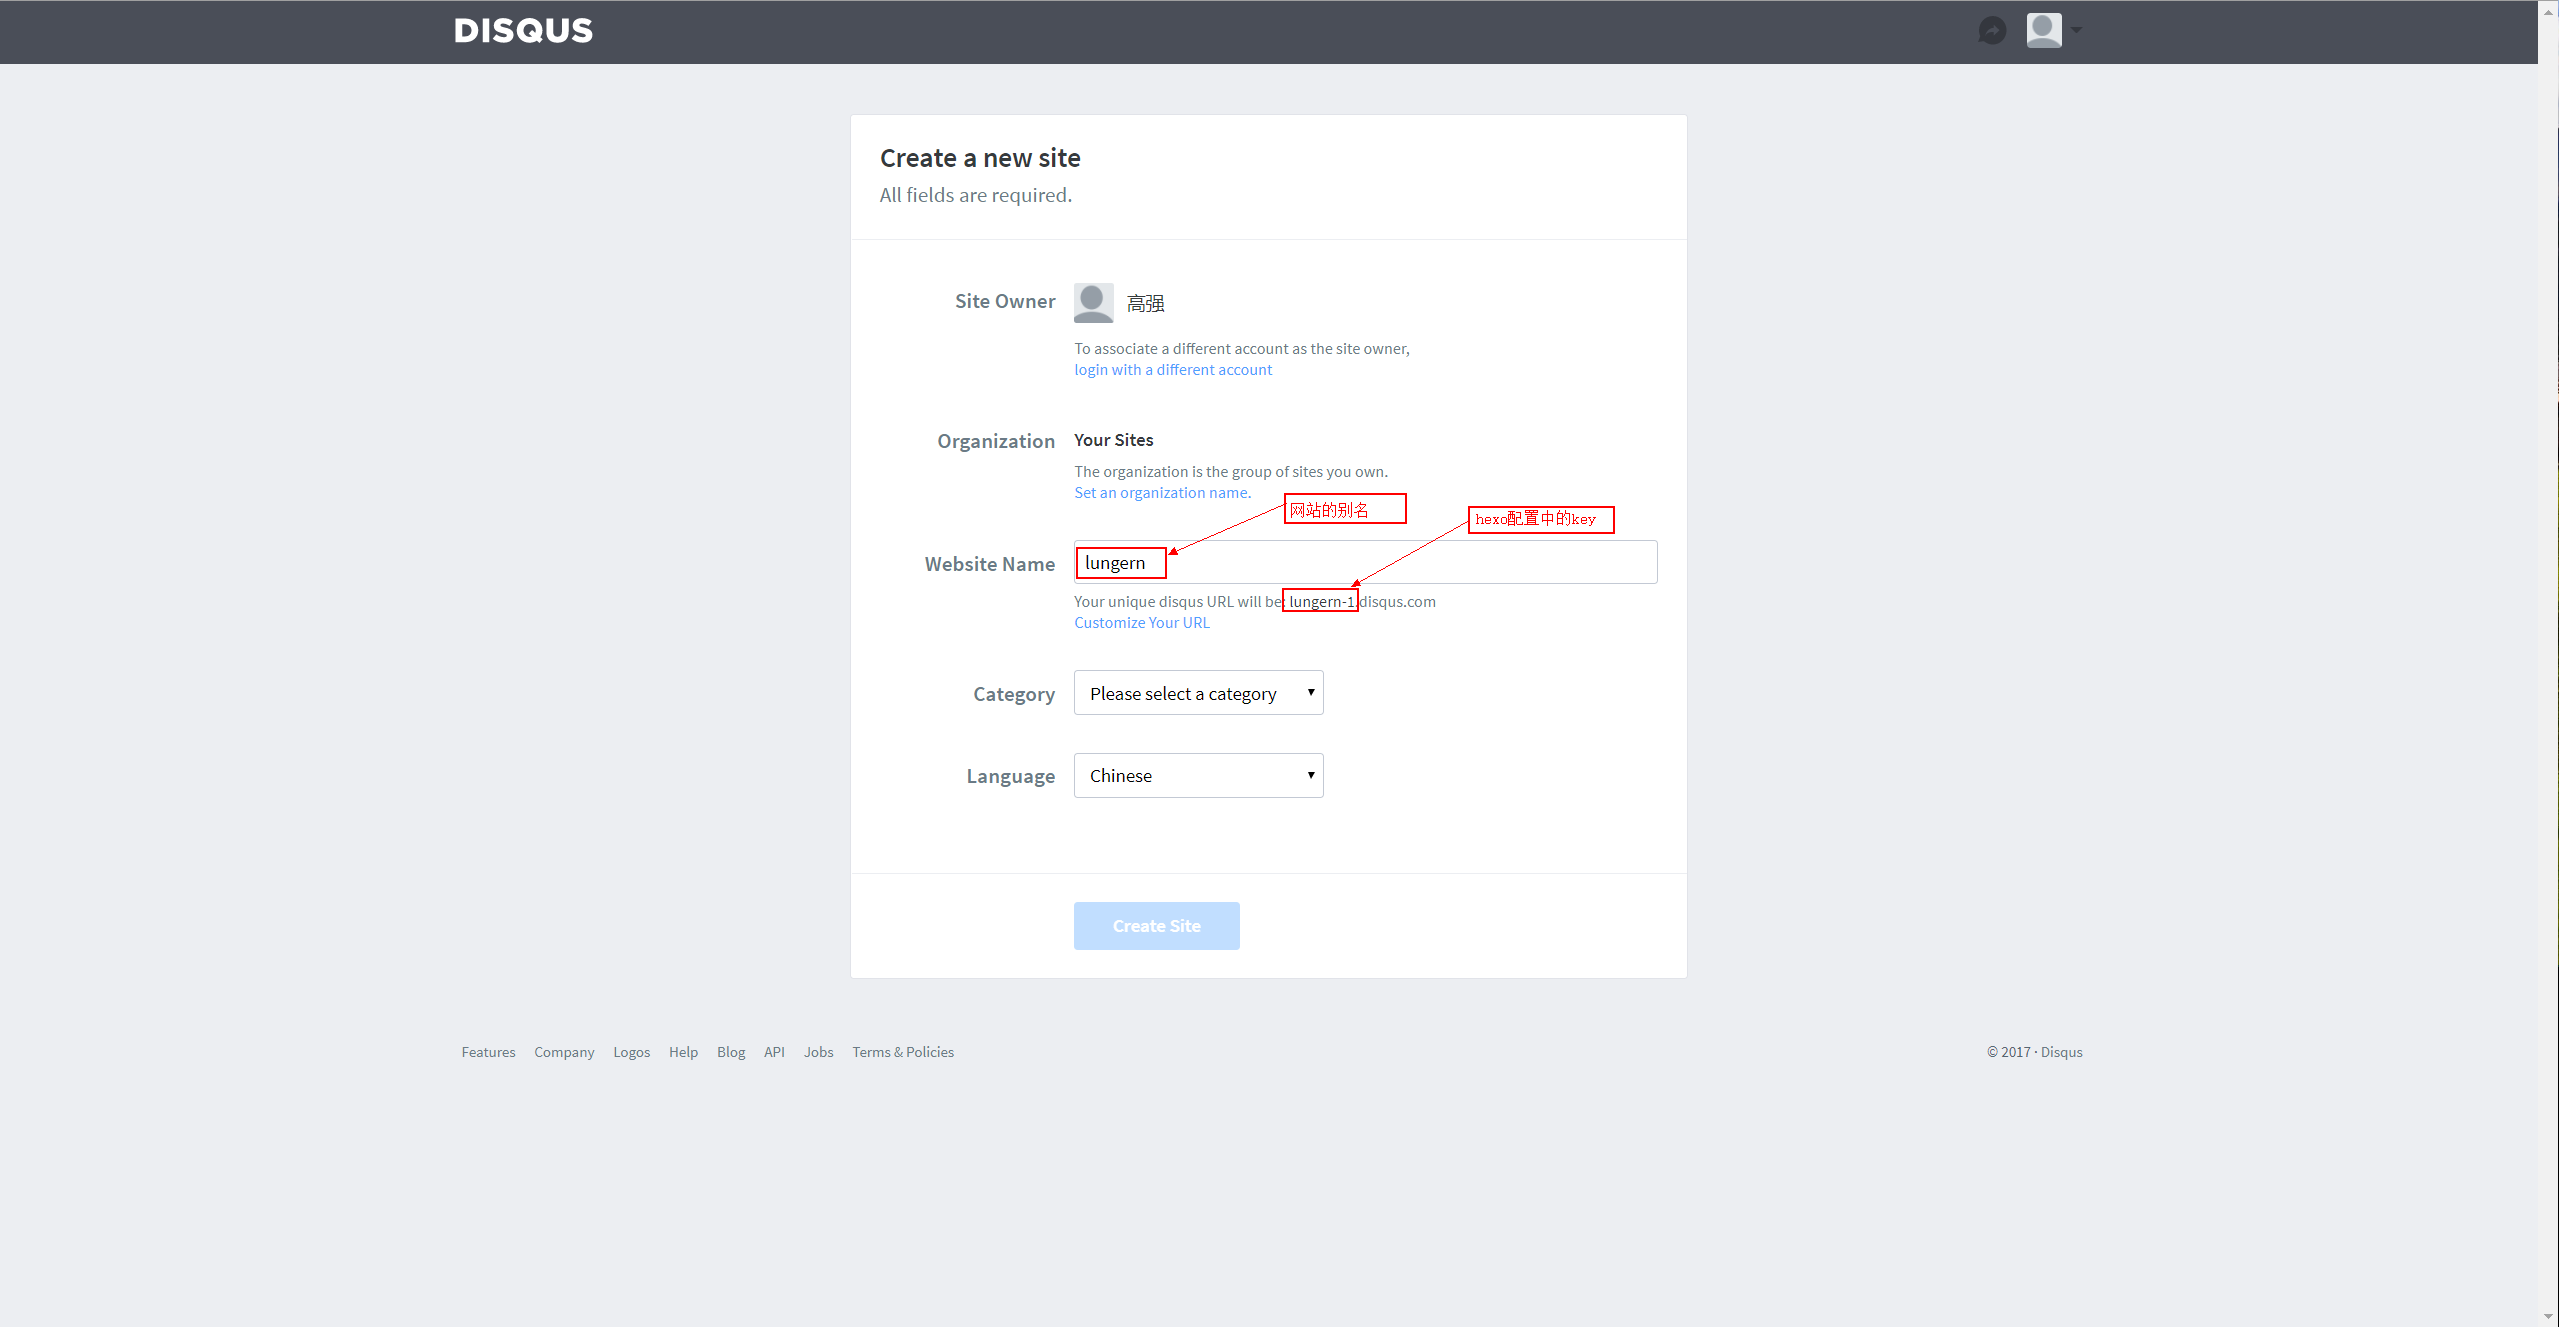 DISQUS
Create a new site
All fields are required.
Site Owner
高强
To associate a different account as the site owner,
login with a different account
Organization
Your Sites
The organization is the group of sites you own.
Set an organization name.
网站的别名
hexo配置中的key
Website Name
lungern
Your unique disqus URL will be: lungern-1.disqus.com
Customize Your URL
Category
Please select a category
Language
Chinese
Create Site
Features Company Logos Help Blog API Jobs Terms & Policies
© 2017 · Disqus